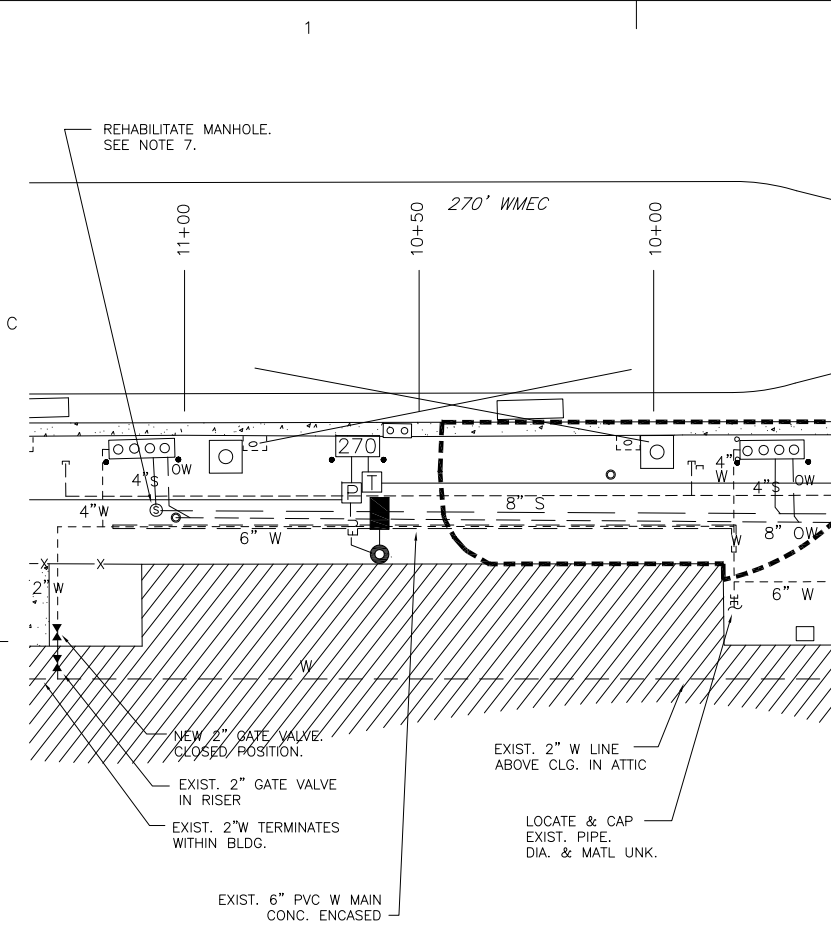 1
REHABILITATE MANHOLE.
SEE NOTE 7.
270' WMEC
11+00
10+50
10+00
C
270
4"S
OW
P
T
S
4"W
8" S
4"
W
4"S
OW
8" OW
6" W
W
X
X
2"W
6" W
W
NEW 2" GATE VALVE.
CLOSED POSITION.
EXIST. 2" GATE VALVE
IN RISER
EXIST. 2"W TERMINATES
WITHIN BLDG.
EXIST. 2" W LINE
ABOVE CLG. IN ATTIC
LOCATE & CAP
EXIST. PIPE.
DIA. & MATL UNK.
EXIST. 6" PVC W MAIN
CONC. ENCASED